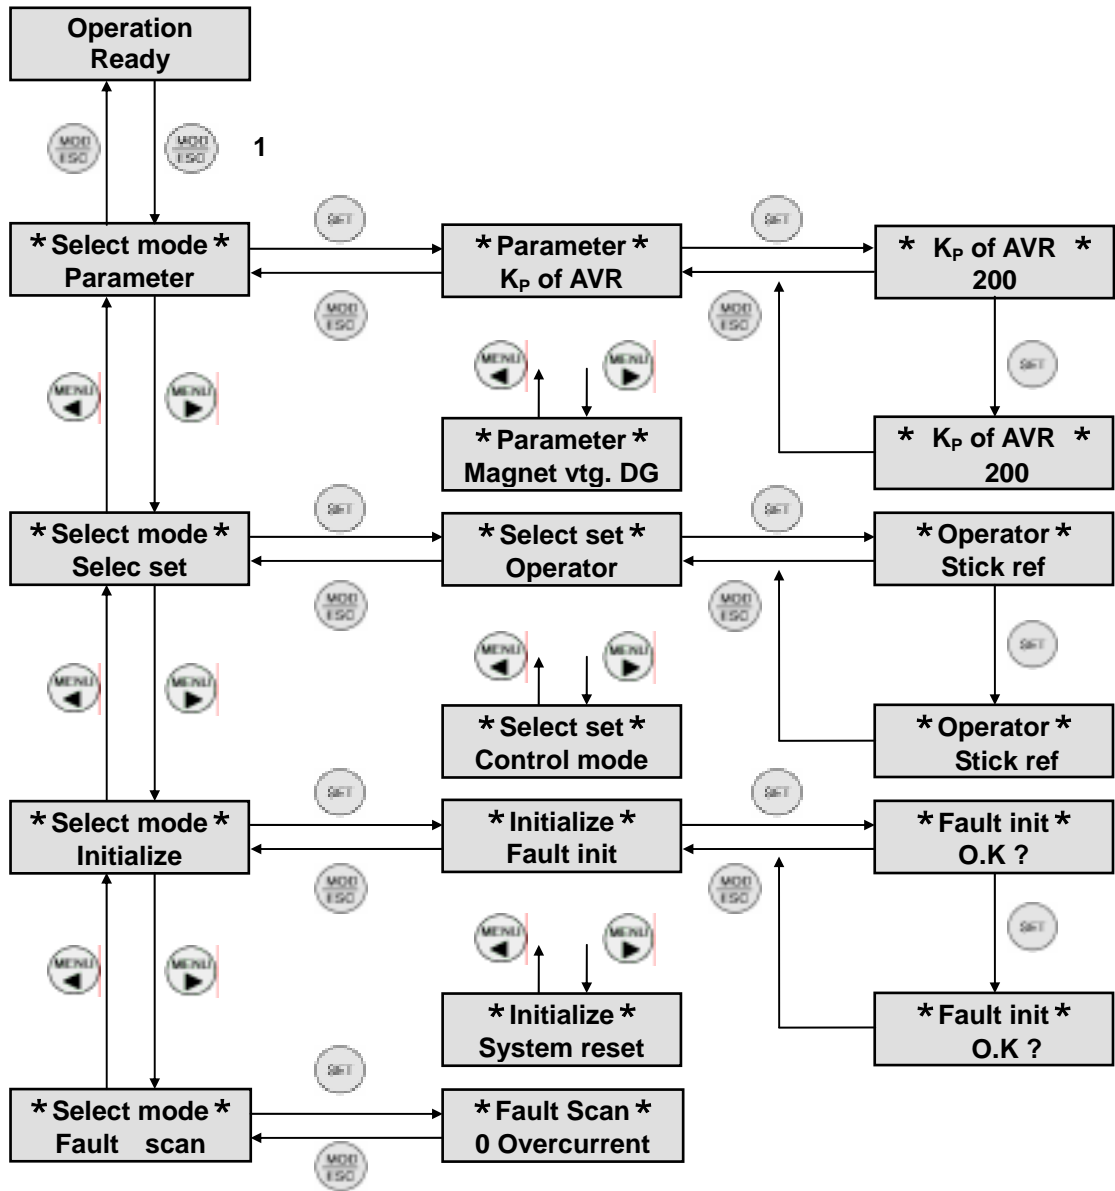 Operation
Ready
MOD
ESC
MOD
ESC
1
SET
SET
* Select mode *
Parameter
* Parameter *
KP of AVR
* KP of AVR *
200
MOD
ESC
MOD
ESC
MENU
MENU
MENU
MENU
SET
* Parameter *
Magnet vtg. DG
* KP of AVR *
200
SET
SET
* Select mode *
Selec set
* Select set *
Operator
* Operator *
Stick ref
MOD
ESC
MOD
ESC
MENU
MENU
MENU
MENU
SET
* Select set *
Control mode
* Operator *
Stick ref
SET
SET
* Select mode *
Initialize
* Initialize *
Fault init
* Fault init *
O.K ?
MOD
ESC
MOD
ESC
MENU
MENU
MENU
MENU
SET
* Initialize *
System reset
* Fault init *
O.K ?
SET
* Select mode *
Fault scan
* Fault Scan *
0 Overcurrent
MOD
ESC